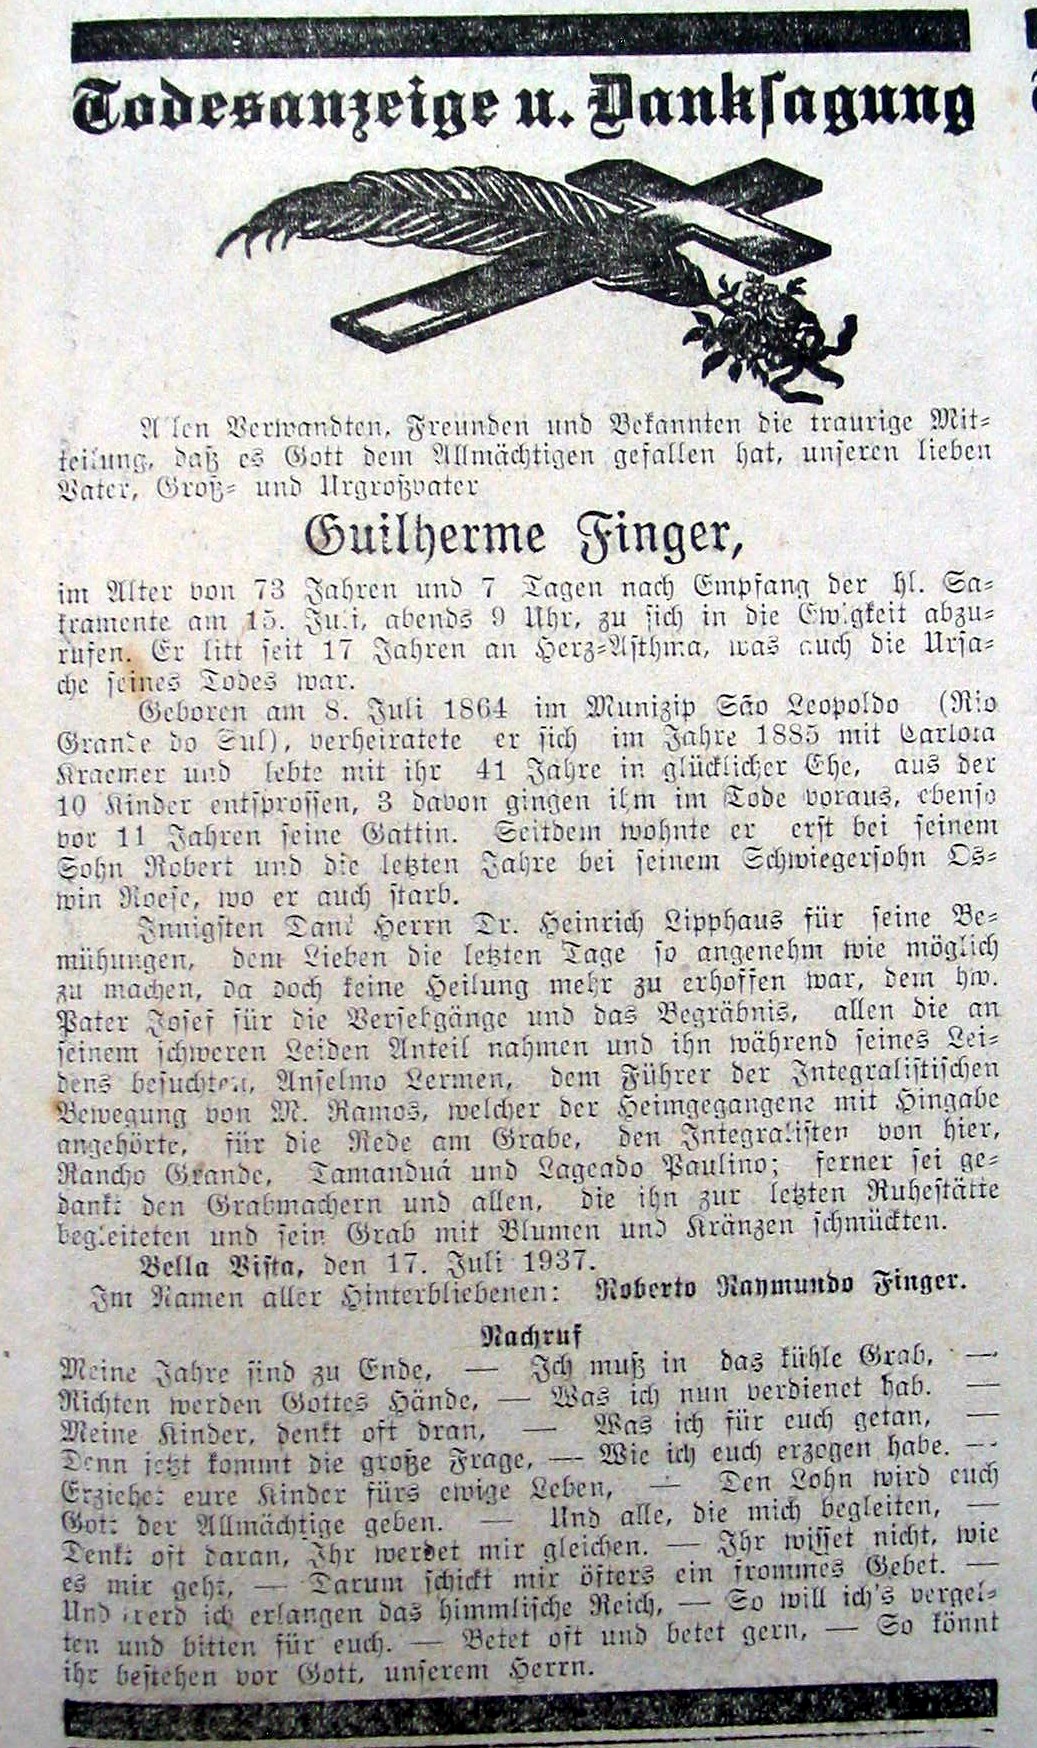 Todesanzeige u. Danksagung
Allen Verwandten, Freunden und Bekannten die traurige Mit-
teilung, daß es Gott dem Allmächtigen gefallen hat, unseren lieben
Vater, Groß- und Urgroßvater
Guilherme Finger,
im Alter von 73 Jahren und 7 Tagen nach Empfang der hl. Sa-
kramente am 15. Juli, abends 9 Uhr, zu sich in die Ewigkeit abzu-
rufen. Er litt seit 17 Jahren an Herz-Asthma, was auch die Ursa-
che seines Todes war.
Geboren am 8. Juli 1864 im Munizip São Leopoldo (Rio
Grande do Sul), verheiratete er sich im Jahre 1885 mit Carlota
Kraemer und lebte mit ihr 41 Jahre in glücklicher Ehe, aus der
10 Kinder entsprossen, 3 davon gingen ihm im Tode voraus, ebenso
vor 11 Jahren seine Gattin. Seitdem wohnte er erst bei seinem
Sohn Robert und die letzten Jahre bei seinem Schwiegersohn Os-
win Roese, wo er auch starb.
Innigsten Dank Herrn Dr. Heinrich Lipphaus für seine Be-
mühungen, dem Lieben die letzten Tage so angenehm wie möglich
zu machen, da doch keine Heilung mehr zu erhoffen war, dem hw.
Pater Josef für die Versehgänge und das Begräbnis, allen die an
seinem schweren Leiden Anteil nahmen und ihn während seines Lei-
dens besuchten, Anselmo Lermen, dem Führer der Integralistischen
Bewegung von M. Ramos, welcher der Heimgegangene mit Hingabe
angehörte, für die Rede am Grabe, den Integralisten von hier,
Rancho Grande, Tamanduá und Lageado Paulino; ferner sei ge-
dankt den Grabmachern und allen, die ihn zur letzten Ruhestätte
begleiteten und sein Grab mit Blumen und Kränzen schmückten.
Bella Vista, den 17. Juli 1937.
Im Namen aller Hinterbliebenen: Roberto Raymundo Finger.
Nachruf
Meine Jahre sind zu Ende, — Ich muß in das kühle Grab, —
Richten werden Gottes Hände, — Was ich nun verdienet hab. —
Meine Kinder, denkt oft dran, — Was ich für euch getan, —
Denn jetzt kommt die große Frage, — Wie ich euch erzogen habe. —
Erziehet eure Kinder fürs ewige Leben, — Den Lohn wird euch
Gott der Allmächtige geben. — Und alle, die mich begleiten, —
Denkt oft daran, Ihr werdet mir gleichen. — Ihr wisset nicht, wie
es mir geht, — Darum schickt mir öfters ein frommes Gebet. —
Und werd ich erlangen das himmlische Reich, — So will ich's vergel-
ten und bitten für euch. — Betet oft und betet gern, — So könnt
ihr bestehen vor Gott, unserem Herrn.